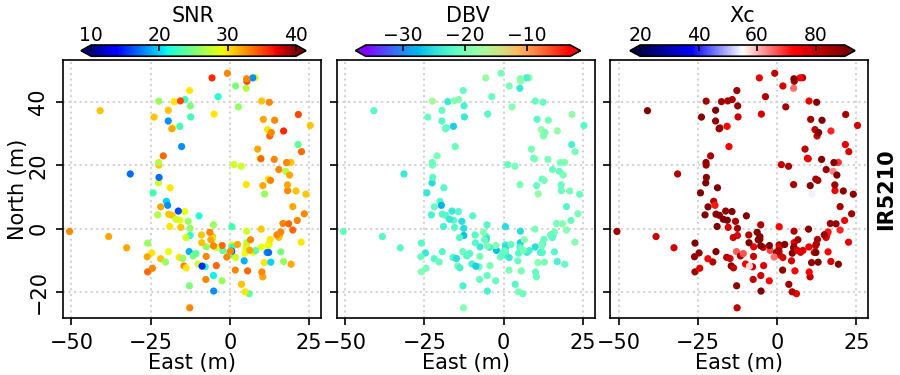 SNR DBV Xc
10 20 30 40 −30 −20 −10 20 40 60 80
North (m)
40
20
0
−20
IR5210
−50 −25 0 25 −50 −25 0 25 −50 −25 0 25
East (m) East (m) East (m)